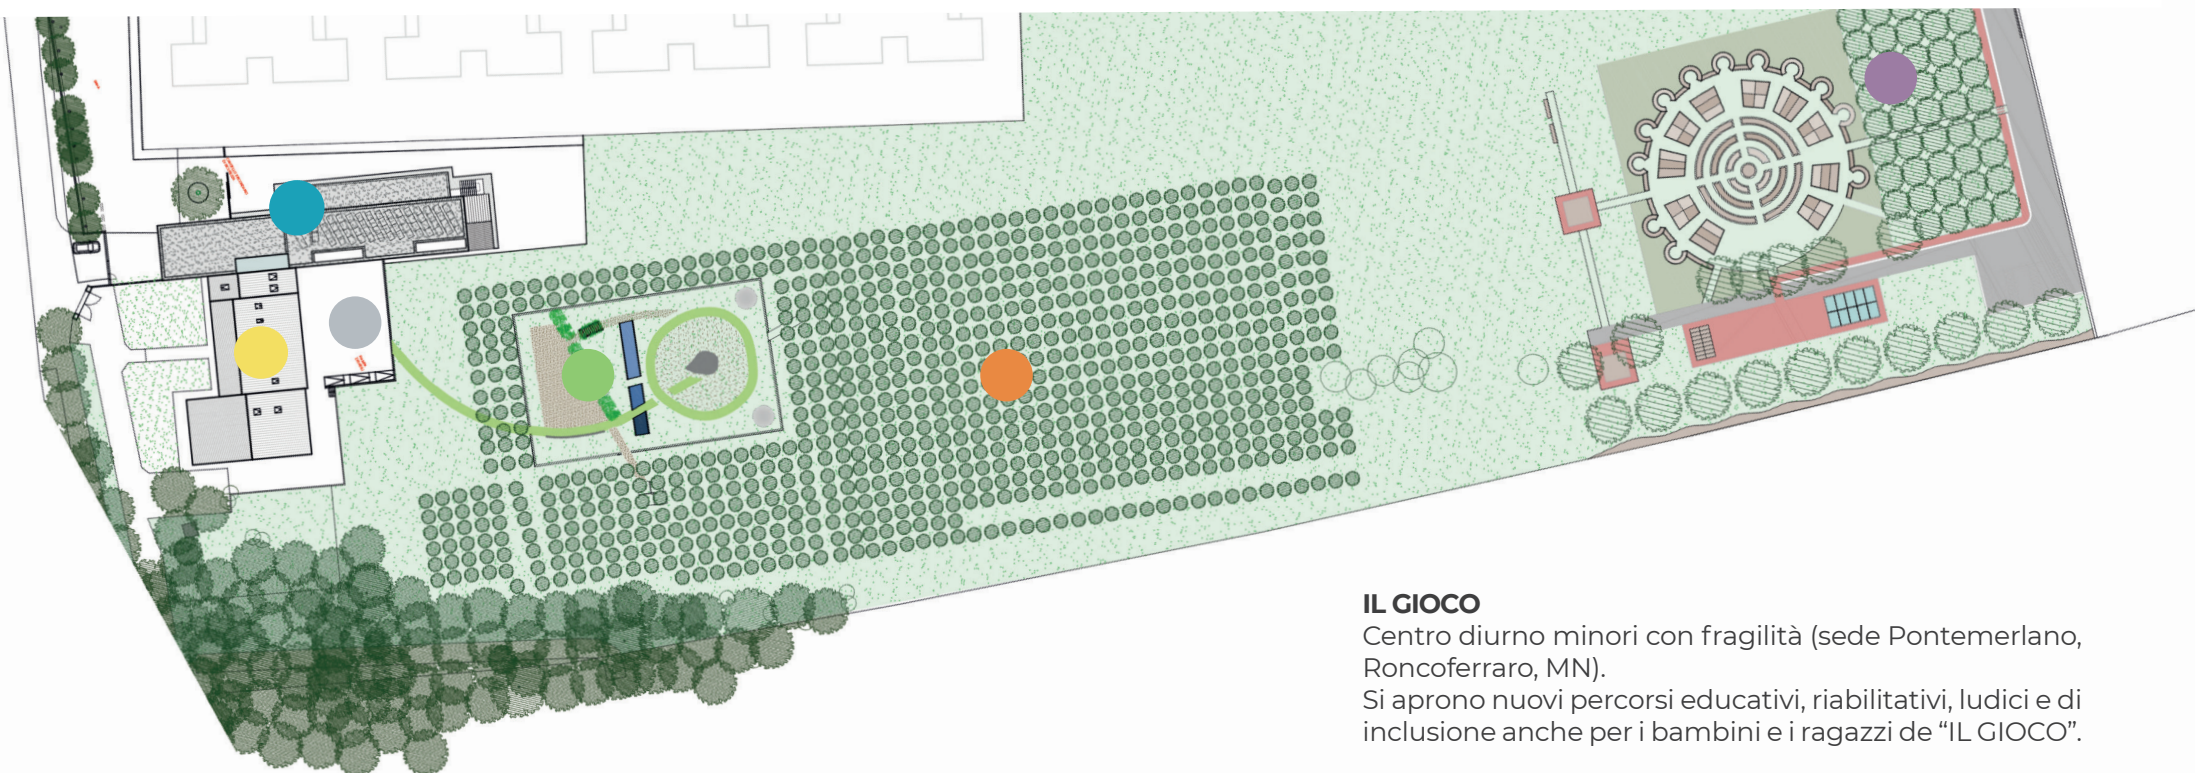 IL GIOCO
Centro diurno minori con fragilità (sede Pontemerlano,
Roncoferraro, MN).
Si aprono nuovi percorsi educativi, riabilitativi, ludici e di
inclusione anche per i bambini e i ragazzi de “IL GIOCO”.